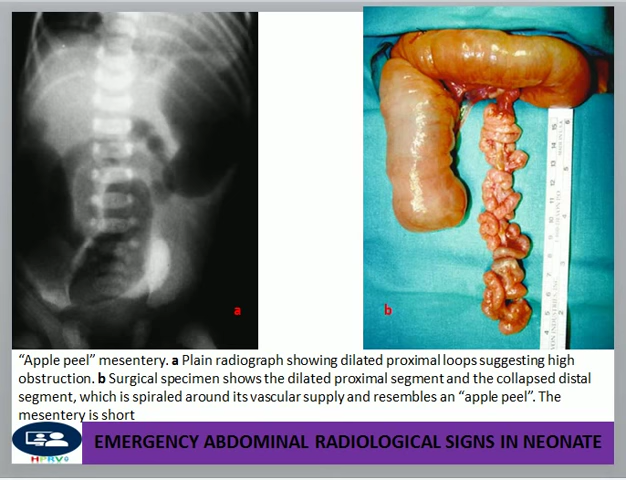 a
b
“Apple peel” mesentery. a Plain radiograph showing dilated proximal loops suggesting high
obstruction. b Surgical specimen shows the dilated proximal segment and the collapsed distal
segment, which is spiraled around its vascular supply and resembles an “apple peel”. The
mesentery is short
EMERGENCY ABDOMINAL RADIOLOGICAL SIGNS IN NEONATE